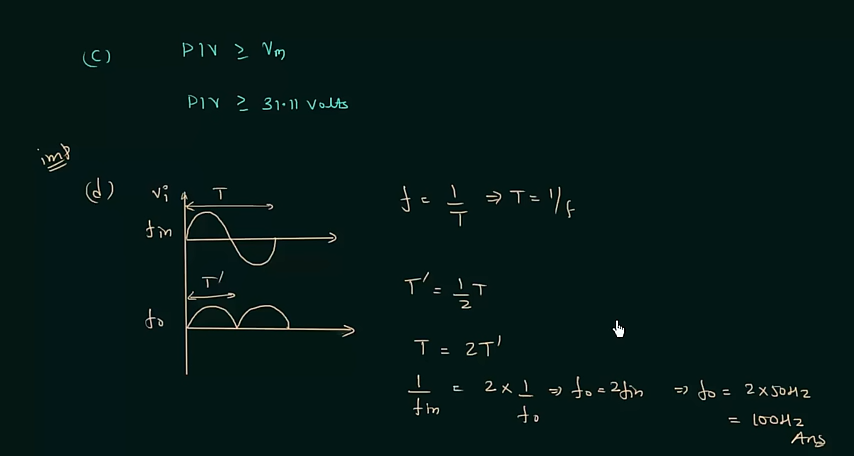 (C) PIV ≥ Vm
PIV ≥ 31.11 Volts
imp
(d) Vi T f = 1/T ⇒ T = 1/f
fin
T' T' = 1/2 T
fo
T = 2T'
1/fin = 2 × 1/fo ⇒ fo = 2fin ⇒ fo = 2×50Hz
= 100Hz
Ans